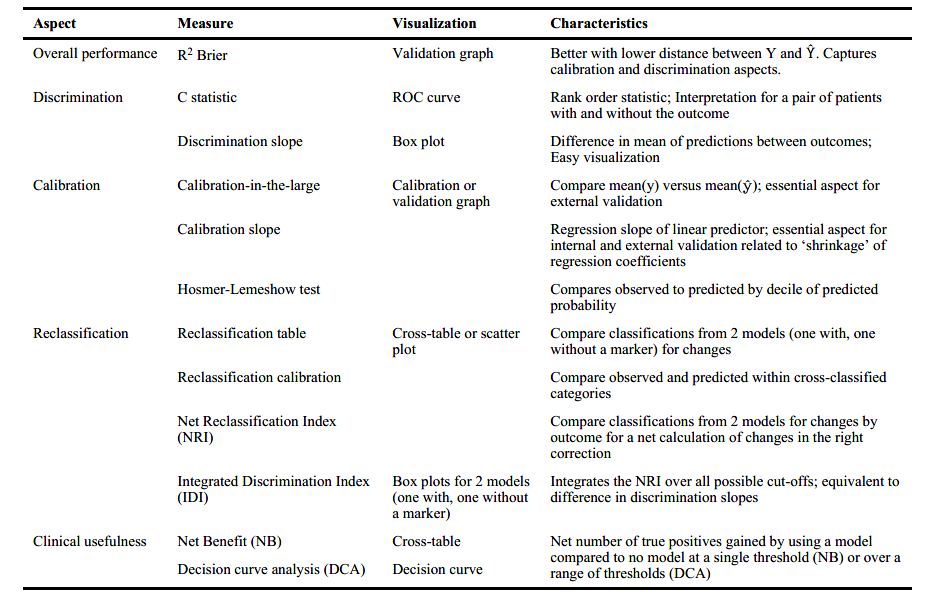 Aspect Measure Visualization Characteristics
Overall performance R² Brier Validation graph Better with lower distance between Y and Ŷ. Captures
calibration and discrimination aspects.
Discrimination C statistic ROC curve Rank order statistic; Interpretation for a pair of patients
with and without the outcome
Discrimination slope Box plot Difference in mean of predictions between outcomes;
Easy visualization
Calibration Calibration-in-the-large Calibration or Compare mean(y) versus mean(ŷ); essential aspect for
validation graph external validation
Calibration slope Regression slope of linear predictor; essential aspect for
internal and external validation related to ‘shrinkage’ of
regression coefficients
Hosmer-Lemeshow test Compares observed to predicted by decile of predicted
probability
Reclassification Reclassification table Cross-table or scatter Compare classifications from 2 models (one with, one
plot without a marker) for changes
Reclassification calibration Compare observed and predicted within cross-classified
categories
Net Reclassification Index Compare classifications from 2 models for changes by
(NRI) outcome for a net calculation of changes in the right
correction
Integrated Discrimination Index Box plots for 2 models Integrates the NRI over all possible cut-offs; equivalent to
(IDI) (one with, one without difference in discrimination slopes
a marker)
Clinical usefulness Net Benefit (NB) Cross-table Net number of true positives gained by using a model
compared to no model at a single threshold (NB) or over a
Decision curve analysis (DCA) Decision curve range of thresholds (DCA)